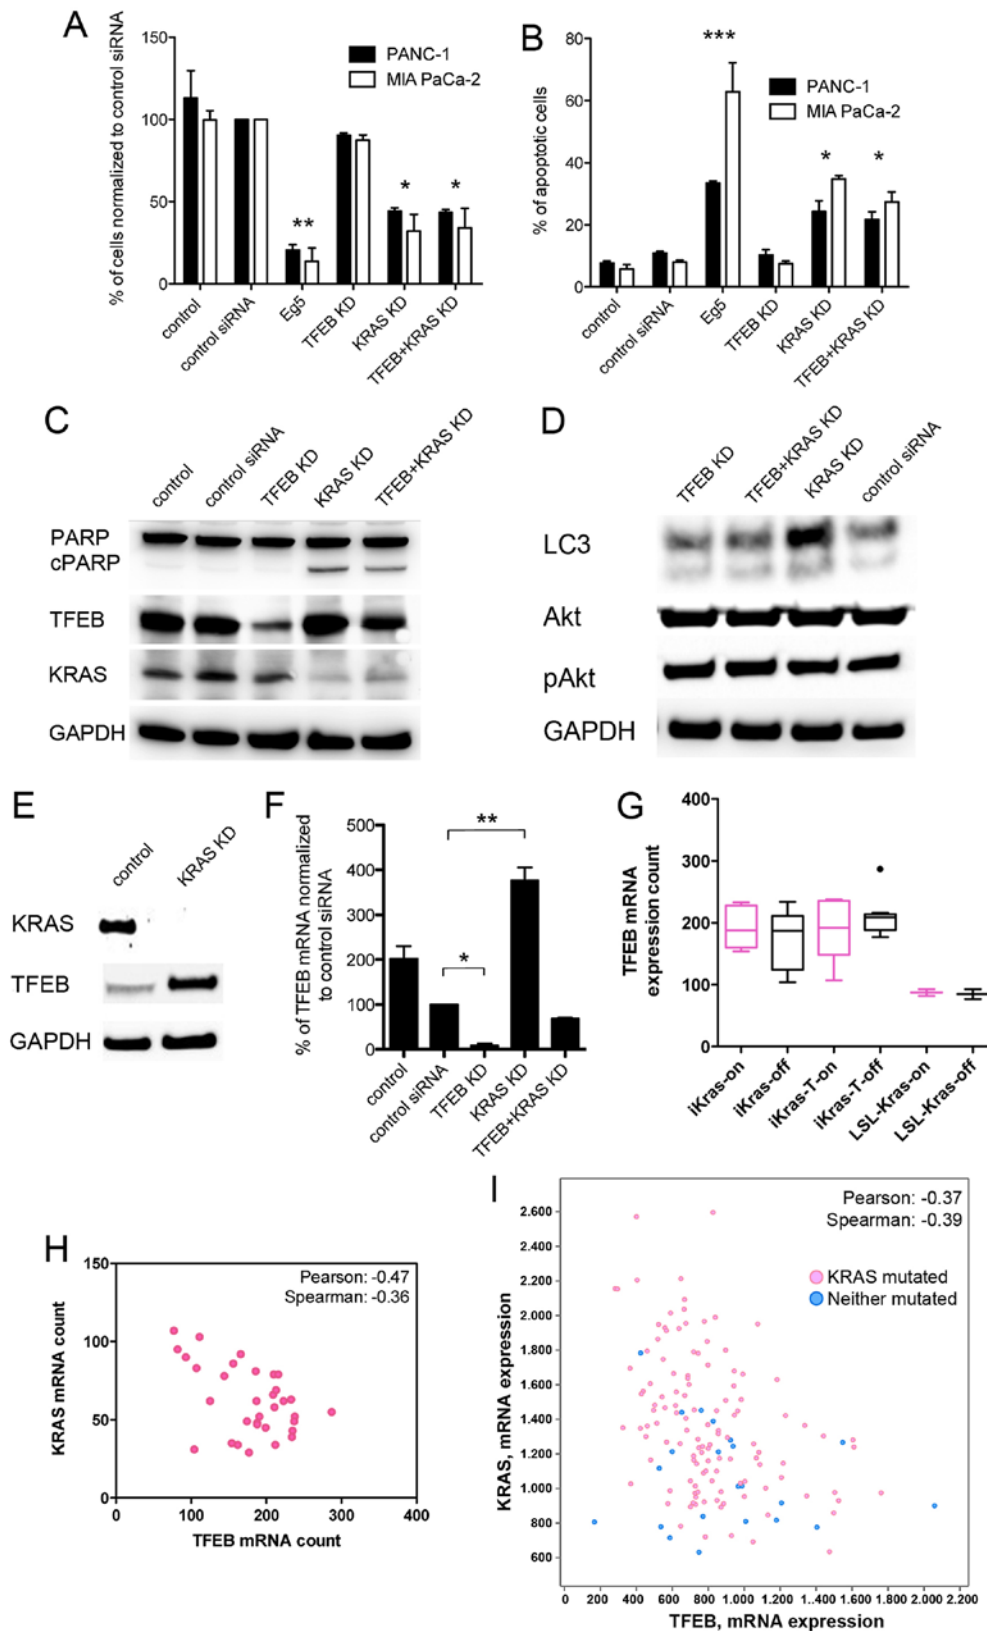 A
% of cells normalized to control siRNA
150
100
50
0
PANC-1
MIA PaCa-2
**
*
*
control
control siRNA
Eg5
TFEB KD
KRAS KD
TFEB+KRAS KD
B
% of apoptotic cells
80
60
40
20
0
***
PANC-1
MIA PaCa-2
*
*
control
control siRNA
Eg5
TFEB KD
KRAS KD
TFEB+KRAS KD
C
control
control siRNA
TFEB KD
KRAS KD
TFEB+KRAS KD
PARP
cPARP
TFEB
KRAS
GAPDH
D
TFEB KD
TFEB+KRAS KD
KRAS KD
control siRNA
LC3
Akt
pAkt
GAPDH
E
control
KRAS KD
KRAS
TFEB
GAPDH
F
% of TFEB mRNA normalized
to control siRNA
500
400
300
200
100
0
**
*
control
control siRNA
TFEB KD
KRAS KD
TFEB+KRAS KD
G
TFEB mRNA
expression count
400
300
200
100
0
iKras-on
iKras-off
iKras-T-on
iKras-T-off
LSL-Kras-on
LSL-Kras-off
H
KRAS mRNA count
150
100
50
0
Pearson: -0.47
Spearman: -0.36
0 100 200 300 400
TFEB mRNA count
I
KRAS, mRNA expression
2.600
2.400
2.200
2.000
1.800
1.600
1.400
1.200
1.000
800
600
Pearson: -0.37
Spearman: -0.39
KRAS mutated
Neither mutated
0 200 400 600 800 1.000 1.200 1..400 1.600 1.800 2.000 2.200
TFEB, mRNA expression